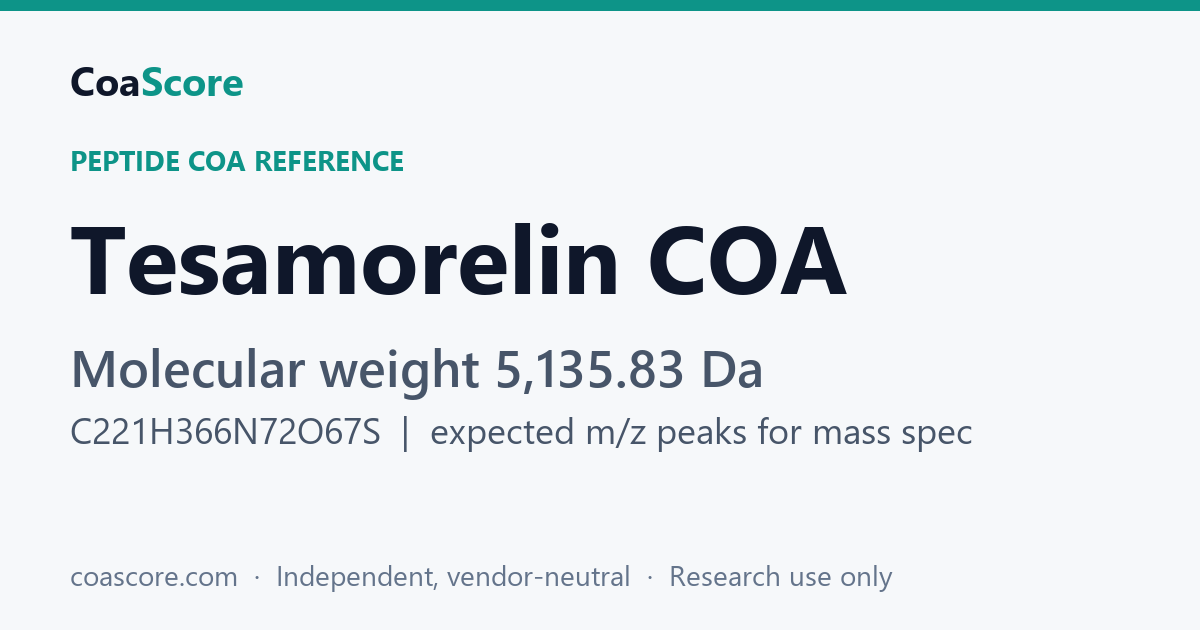 CoaScore
PEPTIDE COA REFERENCE
Tesamorelin COA
Molecular weight 5,135.83 Da
C221H366N72O67S | expected m/z peaks for mass spec
coascore.com · Independent, vendor-neutral · Research use only